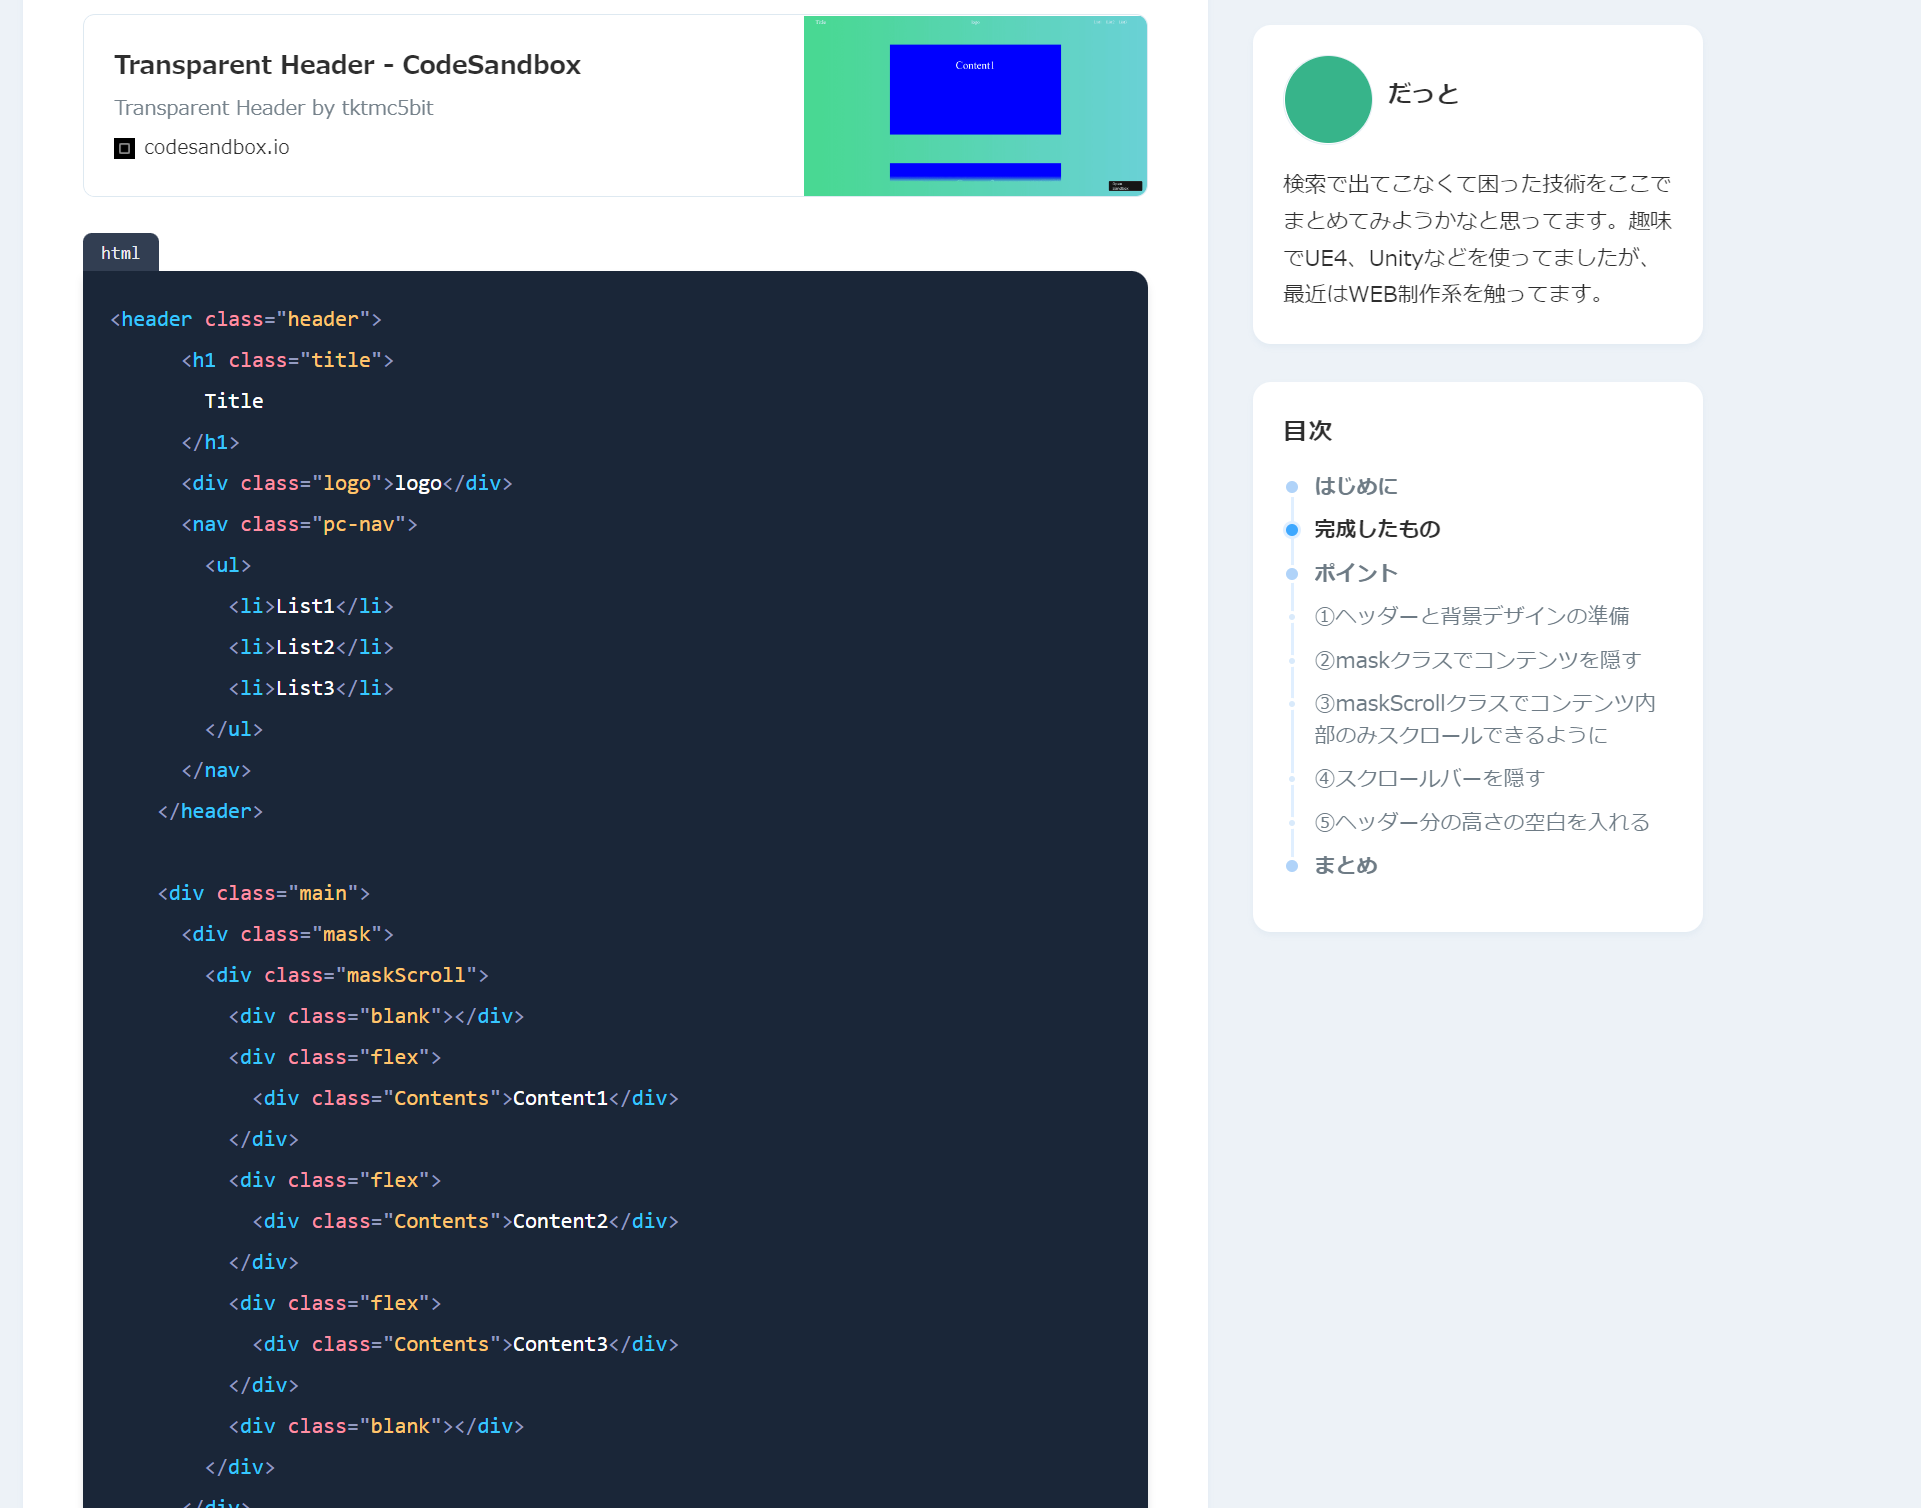 Transparent Header - CodeSandbox
Transparent Header by tktmc5bit
codesandbox.io
Title
logo
Content1
html
<header class="header">
<h1 class="title">
Title
</h1>
<div class="logo">logo</div>
<nav class="pc-nav">
<ul>
<li>List1</li>
<li>List2</li>
<li>List3</li>
</ul>
</nav>
</header>
<div class="main">
<div class="mask">
<div class="maskScroll">
<div class="blank"></div>
<div class="flex">
<div class="Contents">Content1</div>
</div>
<div class="flex">
<div class="Contents">Content2</div>
</div>
<div class="flex">
<div class="Contents">Content3</div>
</div>
<div class="blank"></div>
</div>
</div>
だっと
検索で出てこなくて困った技術をここで
まとめてみようかなと思ってます。趣味
でUE4、Unityなどを使ってましたが、
最近はWEB制作系を触ってます。
目次
はじめに
完成したもの
ポイント
①ヘッダーと背景デザインの準備
②maskクラスでコンテンツを隠す
③maskScrollクラスでコンテンツ内
部のみスクロールできるように
④スクロールバーを隠す
⑤ヘッダー分の高さの空白を入れる
まとめ